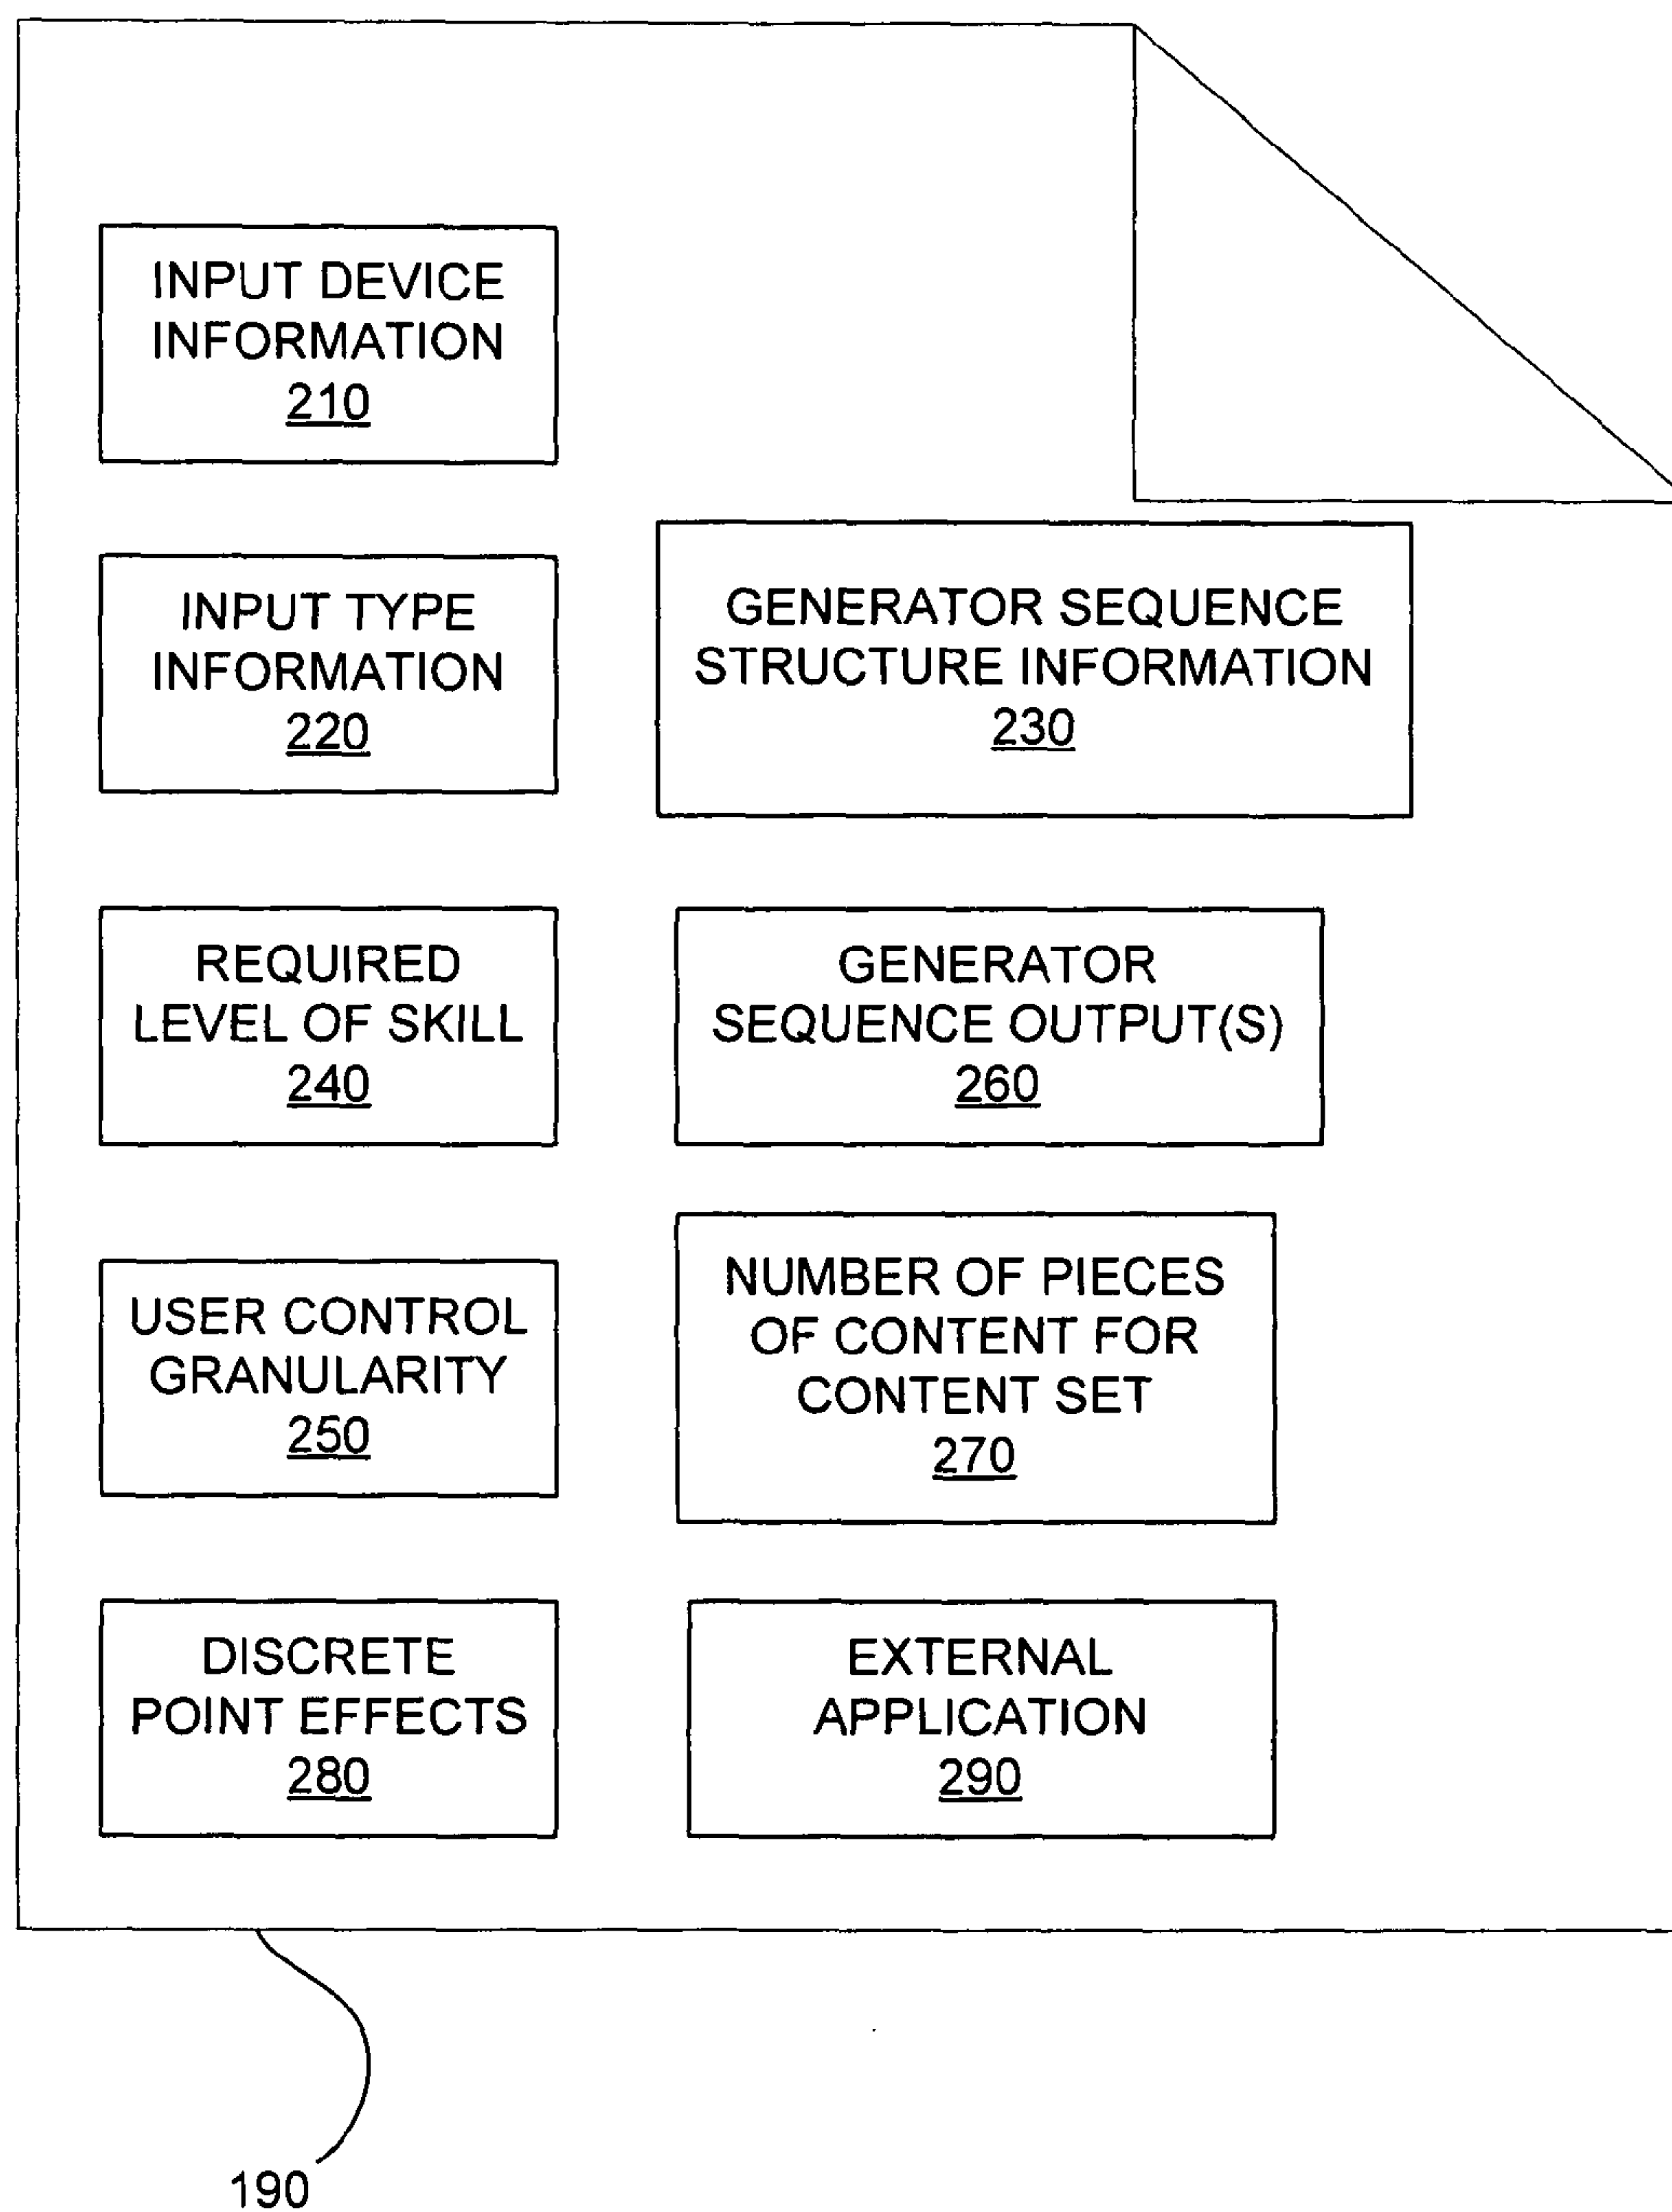 INPUT DEVICE
INFORMATION
210
INPUT TYPE
INFORMATION
220
GENERATOR SEQUENCE
STRUCTURE INFORMATION
230
REQUIRED
LEVEL OF SKILL
240
GENERATOR
SEQUENCE OUTPUT(S)
260
USER CONTROL
GRANULARITY
250
NUMBER OF PIECES
OF CONTENT FOR
CONTENT SET
270
DISCRETE
POINT EFFECTS
280
EXTERNAL
APPLICATION
290
190